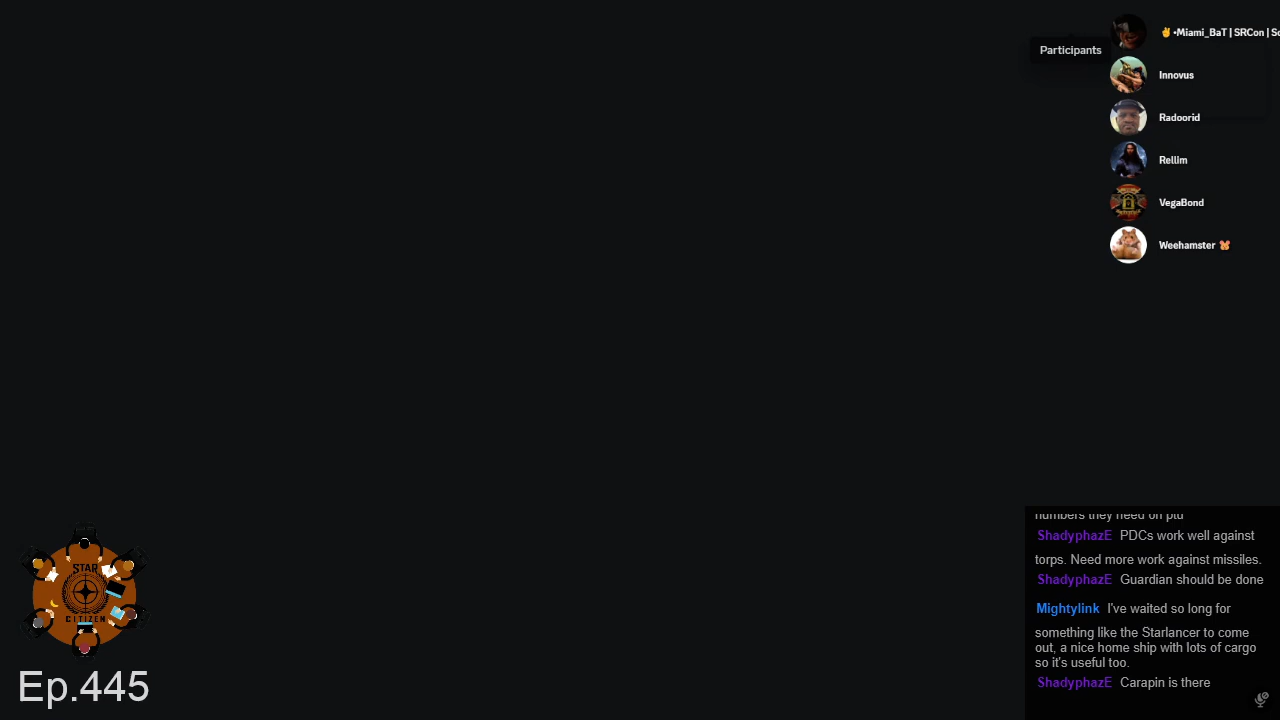 ✌️•Miami_BaT | SRCon | Sc
Participants
Innovus
Radoorid
Rellim
VegaBond
Weehamster 🐹
numbers they need on ptu
ShadyphazE PDCs work well against
torps. Need more work against missiles.
ShadyphazE Guardian should be done
Mightylink I've waited so long for
something like the Starlancer to come
out, a nice home ship with lots of cargo
so it's useful too.
ShadyphazE Carapin is there
STAR
CITIZEN
Ep.445